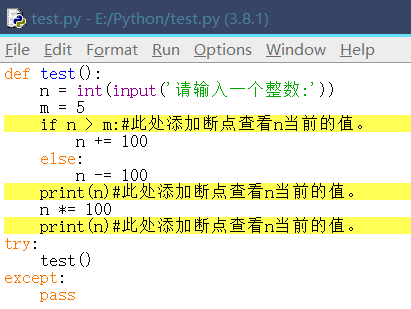 test.py - E:/Python/test.py (3.8.1)
File Edit Format Run Options Window Help
def test():
    n = int(input('请输入一个整数:'))
    m = 5
    if n > m:#此处添加断点查看n当前的值。
        n += 100
    else:
        n -= 100
    print(n)#此处添加断点查看n当前的值。
    n *= 100
    print(n)#此处添加断点查看n当前的值。
try:
    test()
except:
    pass